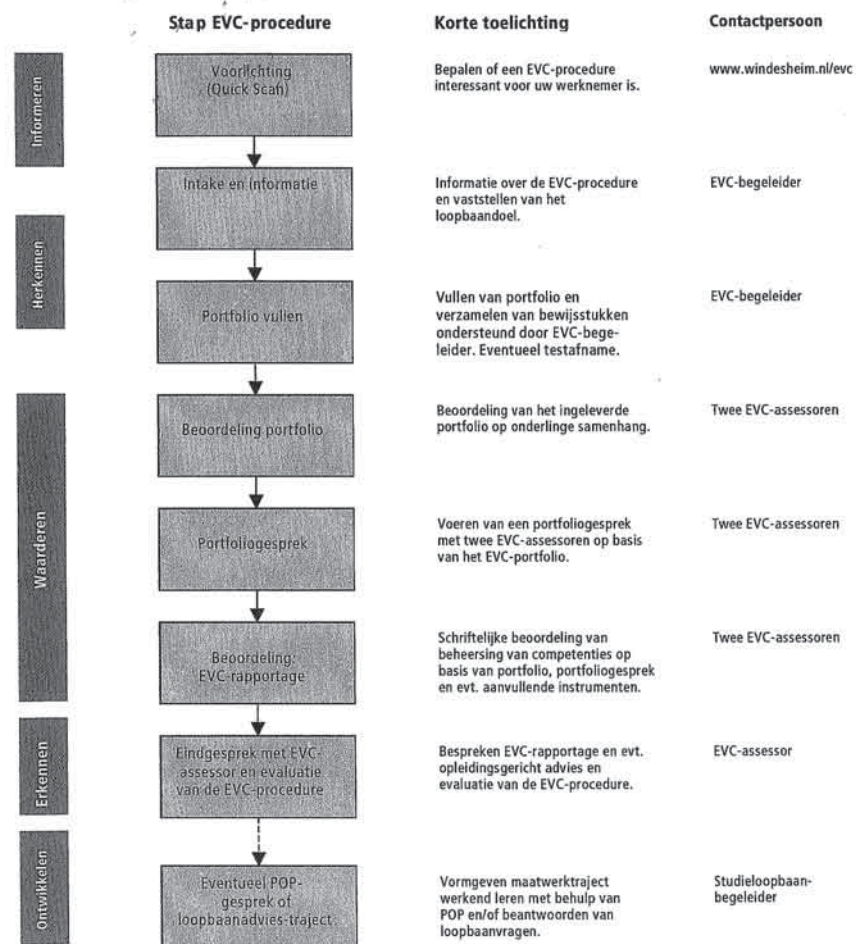 Stap EVC-procedure
Korte toelichting
Contactpersoon
Informeren
Voorlichting
(Quick Scan)
Bepalen of een EVC-procedure
interessant voor uw werknemer is.
www.windesheim.nl/evc
Intake en informatie
Informatie over de EVC-procedure
en vaststellen van het
loopbaandoel.
EVC-begeleider
Herkennen
Portfolio vullen
Vullen van portfolio en
verzamelen van bewijsstukken
ondersteund door EVC-bege-
leider. Eventueel testafname.
EVC-begeleider
Waarderen
Beoordeling portfolio
Beoordeling van het ingeleverde
portfolio op onderlinge samenhang.
Twee EVC-assessoren
Portfoliogesprek
Voeren van een portfoliogesprek
met twee EVC-assessoren op basis
van het EVC-portfolio.
Twee EVC-assessoren
Beoordeling:
EVC-rapportage
Schriftelijke beoordeling van
beheersing van competenties op
basis van portfolio, portfoliogesprek
en evt. aanvullende instrumenten.
Twee EVC-assessoren
Erkennen
Eindgesprek met EVC-
assessor en evaluatie
van de EVC-procedure
Bespreken EVC-rapportage en evt.
opleidingsgericht advies en
evaluatie van de EVC-procedure.
EVC-assessor
Ontwikkelen
Eventueel POP-
gesprek of
loopbaanadvies-traject
Vormgeven maatwerktraject
werkend leren met behulp van
POP en/of beantwoorden van
loopbaanvragen.
Studieloopbaan-
begeleider